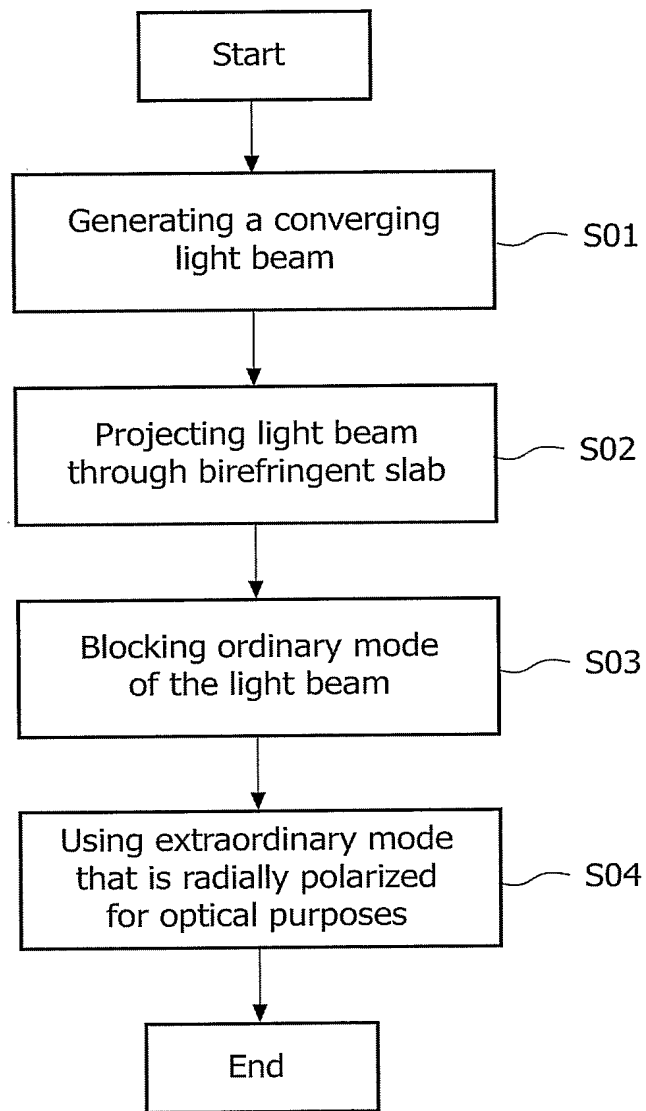 Start
Generating a converging
light beam
S01
Projecting light beam
through birefringent slab
S02
Blocking ordinary mode
of the light beam
S03
Using extraordinary mode
that is radially polarized
for optical purposes
S04
End